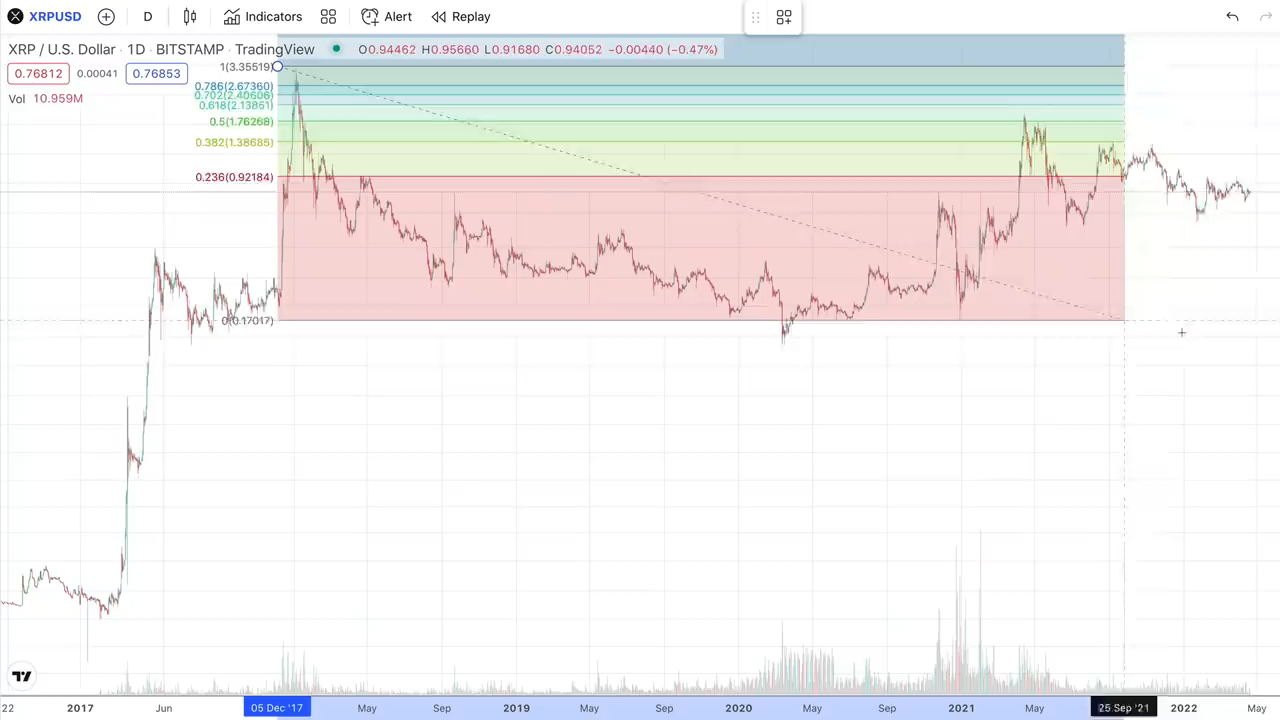 XRPUSD D Indicators Alert Replay
XRP / U.S. Dollar · 1D · BITSTAMP · TradingView O0.94462 H0.95660 L0.91680 C0.94052 −0.00440 (−0.47%)
0.76812 0.00041 0.76853
Vol 10.959M
1(3.35519)
0.786(2.67360)
0.702(2.40606)
0.618(2.13861)
0.5(1.76268)
0.382(1.38685)
0.236(0.92184)
0(0.17017)
22 2017 Jun 05 Dec '17 May Sep 2019 May Sep 2020 May Sep 2021 May 25 Sep '21 2022 May